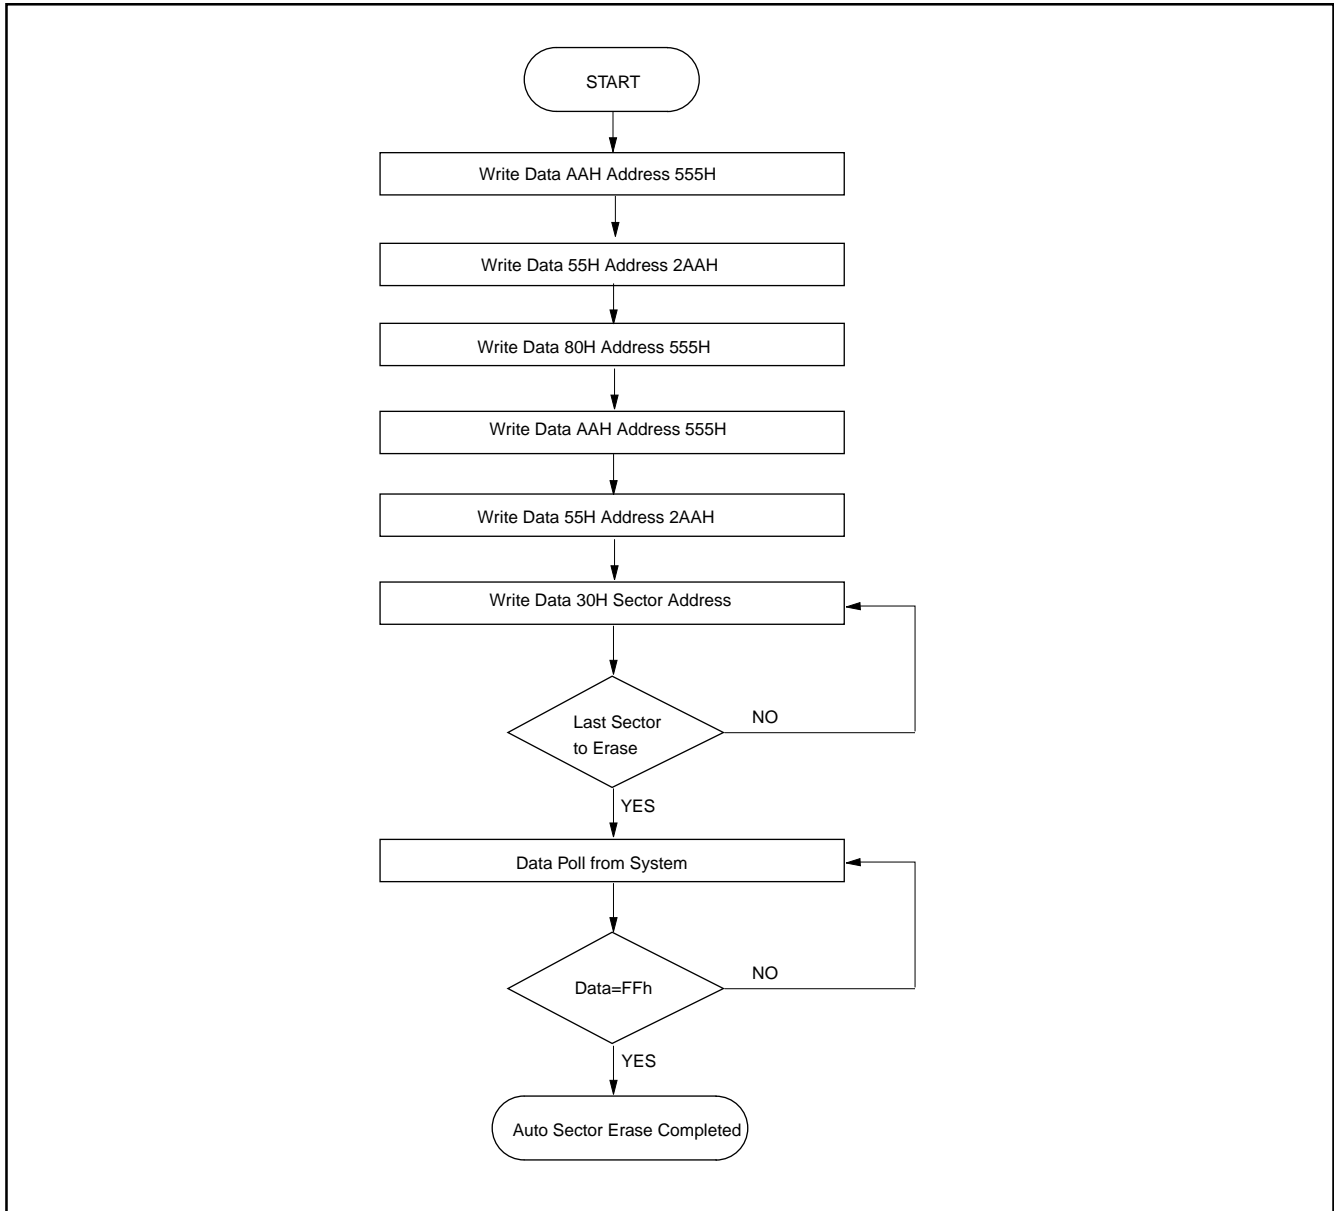 START
Write Data AAH Address 555H
Write Data 55H Address 2AAH
Write Data 80H Address 555H
Write Data AAH Address 555H
Write Data 55H Address 2AAH
Write Data 30H Sector Address
Last Sector
to Erase
NO
YES
Data Poll from System
Data=FFh
NO
YES
Auto Sector Erase Completed